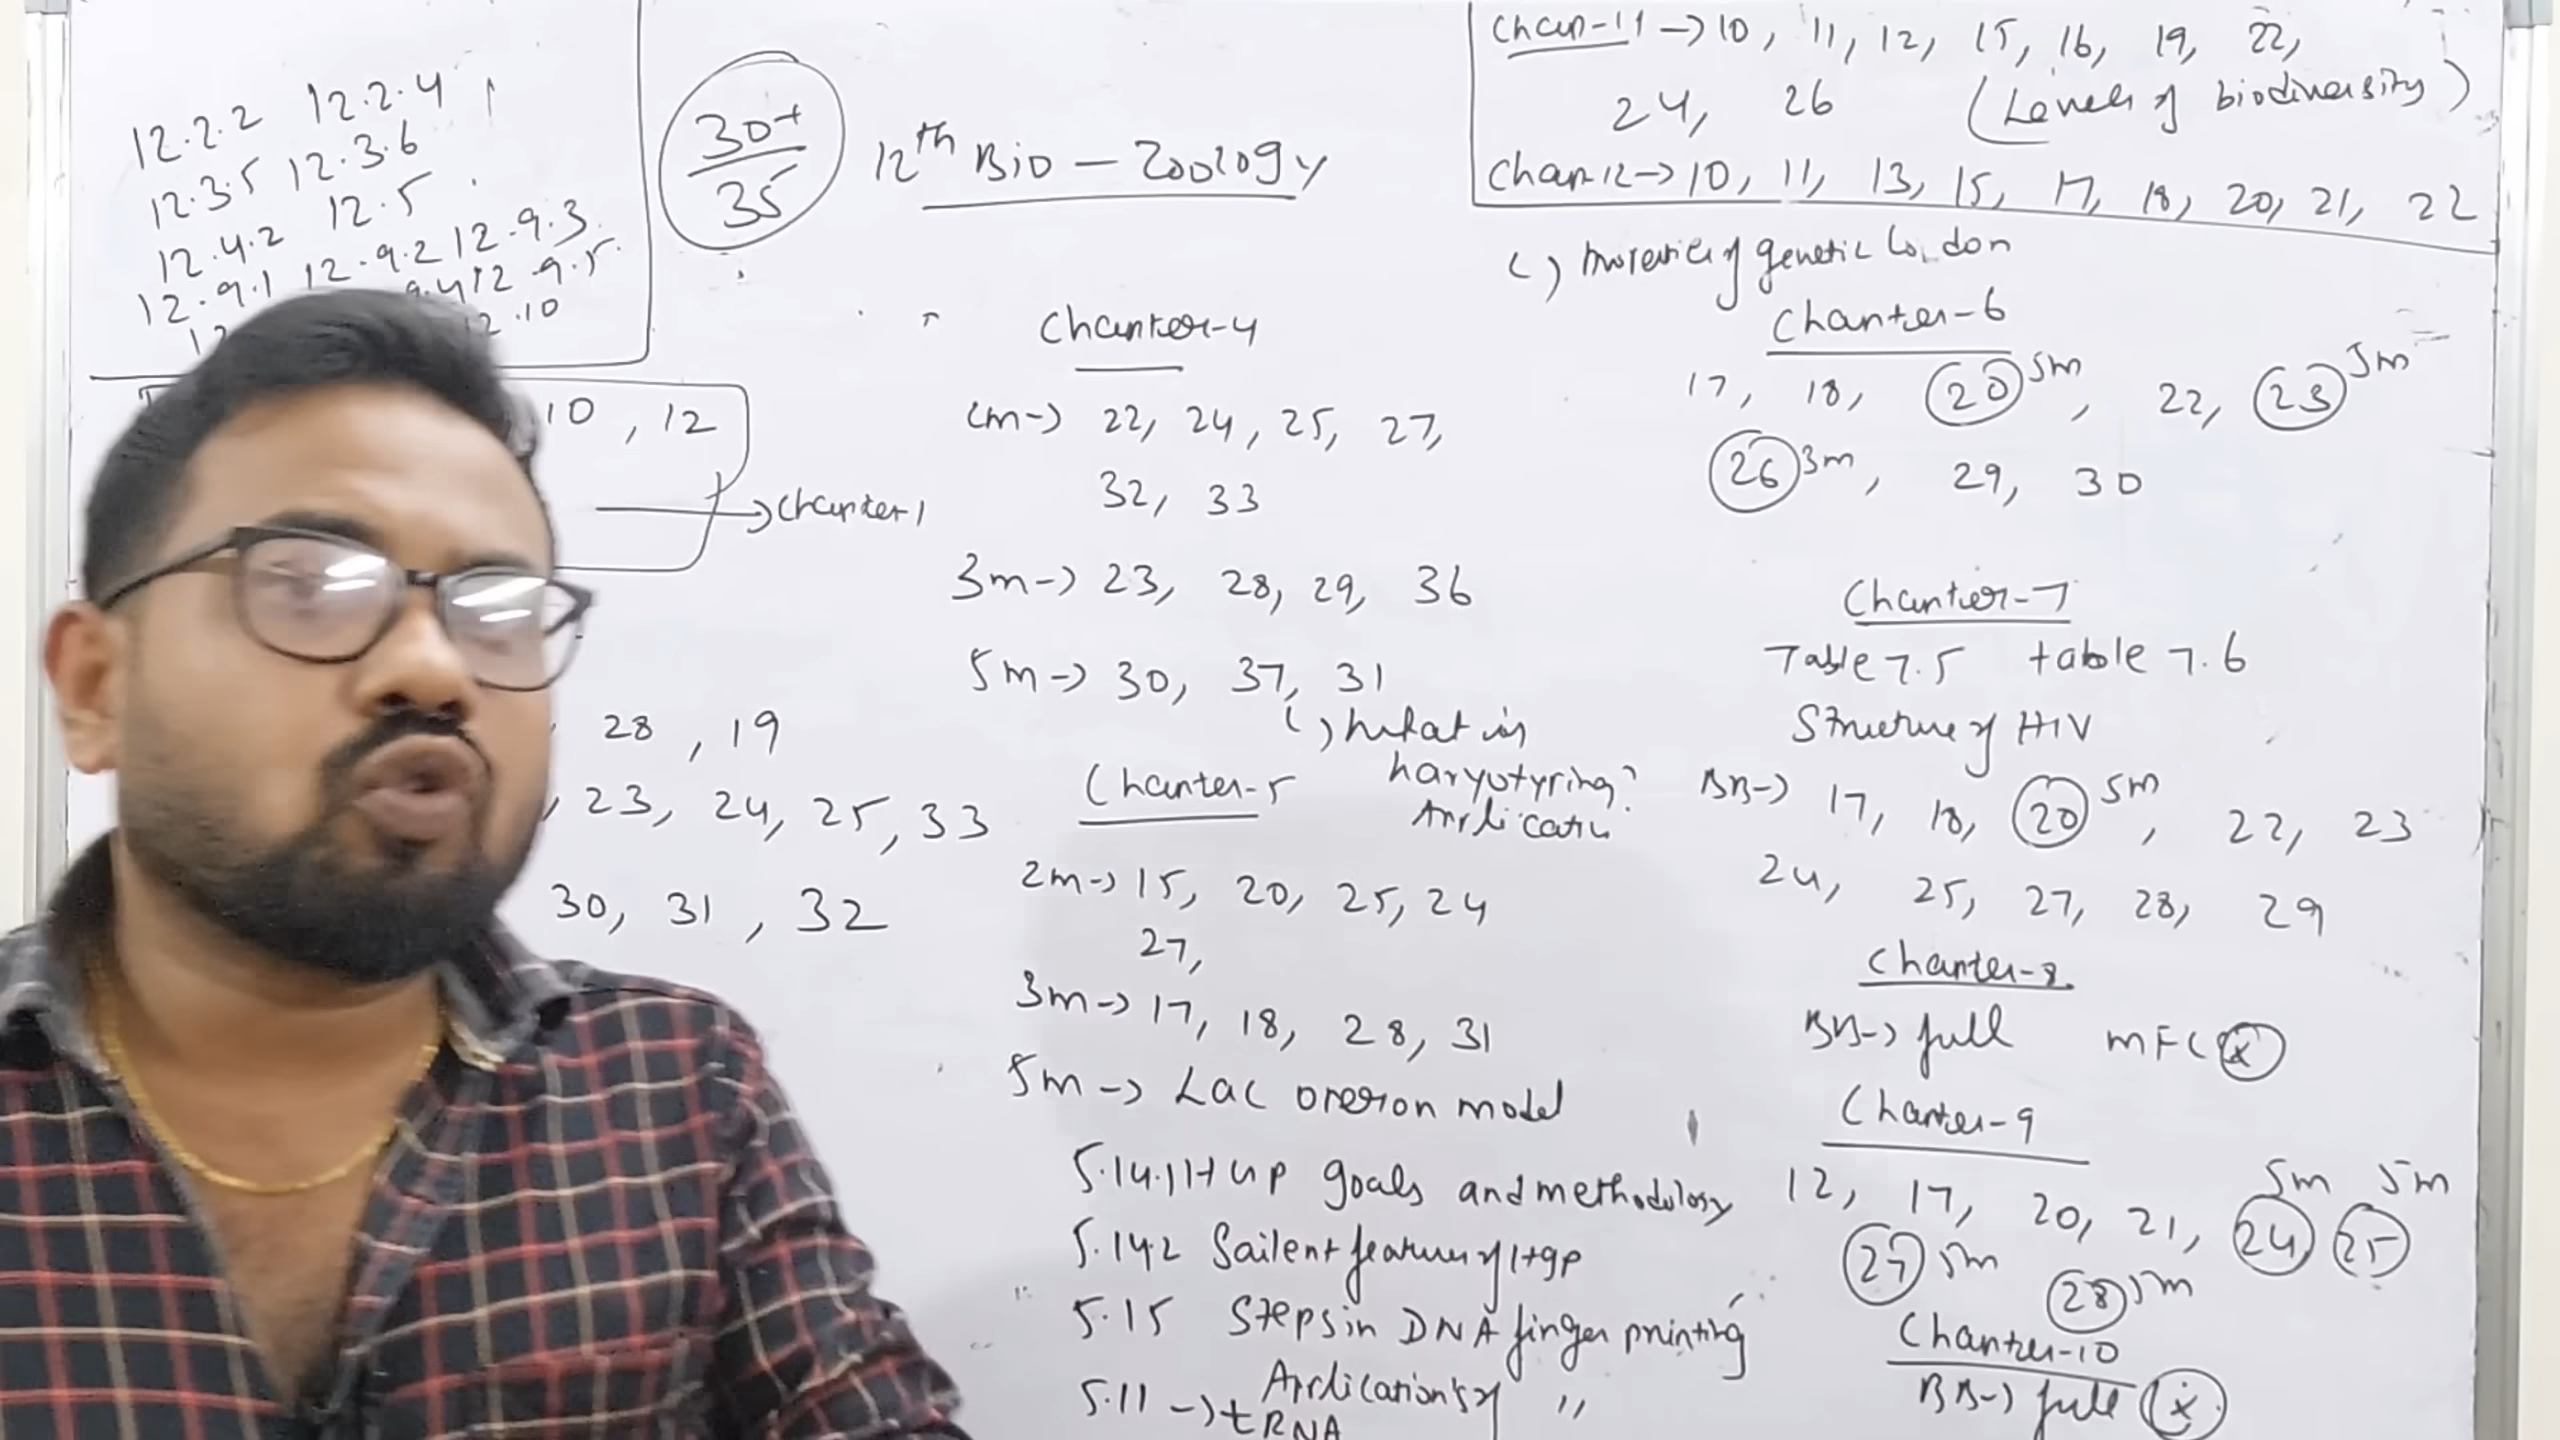 12.2.2 12.2.4
12.3.5 12.3.6
12.4.2 12.5
12.9.1 12.9.2 12.9.3
9.4 12.9.5
12.10
10, 12
→ Chapter 1
28, 19
, 23, 24, 25, 33
30, 31, 32
30+
35
12th Bio - Zoology
Chapter-4
2m → 22, 24, 25, 27,
32, 33
3m → 23, 28, 29, 36
5m → 30, 37, 31
What is
karyotyping?
Chapter-5
2m → 15, 20, 25, 24
27,
3m → 17, 18, 28, 31
5m → Lac operon model
5.14.1 HGP goals and methodology
5.14.2 Sailent feature of HGP
5.15 Steps in DNA finger printing
Application's of "
5.11 → tRNA
Chap-11 → 10, 11, 12, 15, 16, 19, 22,
24, 26 (Levels of biodiversity)
Chap-12 → 10, 11, 13, 15, 17, 18, 20, 21, 22
of genetic
Chapter-6
17, 18, 20 5m, 22, 23 5m
26 3m, 29, 30
Chapter-7
Table 7.5 table 7.6
Structure of HIV
BB → 17, 18, 20 5m, 22, 23
24, 25, 27, 28, 29
Chapter-8
BB → full
Chapter-9
12, 17, 20, 21, 24 5m 25 5m
27 5m 28 5m
Chapter-10
BB → full